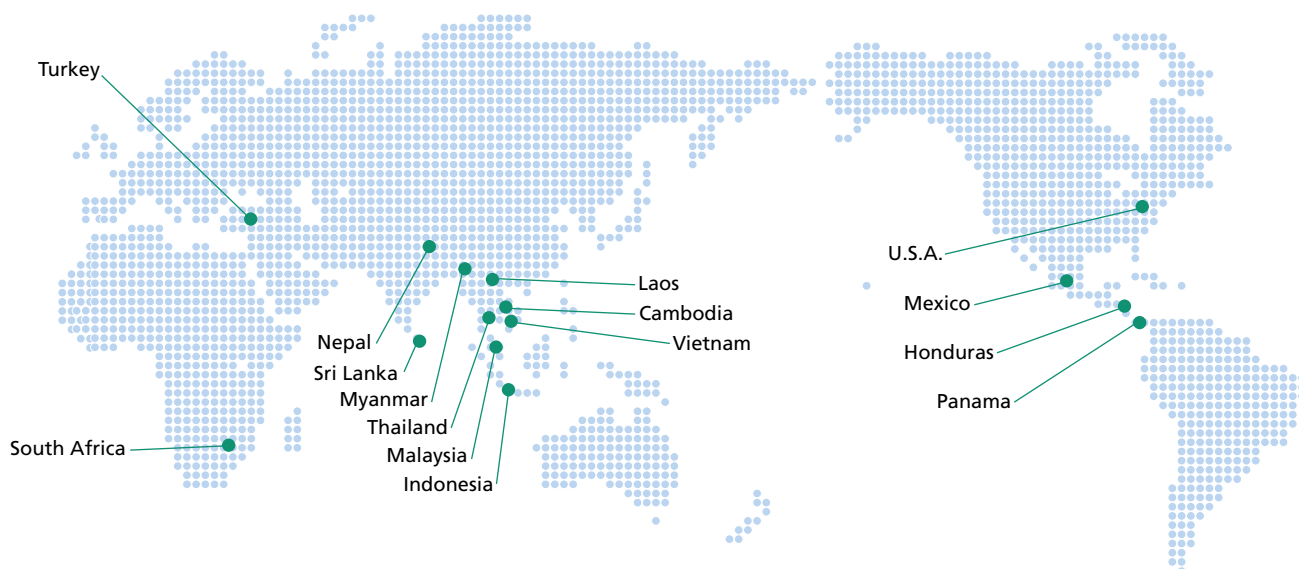 Turkey
U.S.A.
Laos
Mexico
Cambodia
Nepal
Vietnam
Honduras
Sri Lanka
Myanmar
Panama
Thailand
South Africa
Malaysia
Indonesia